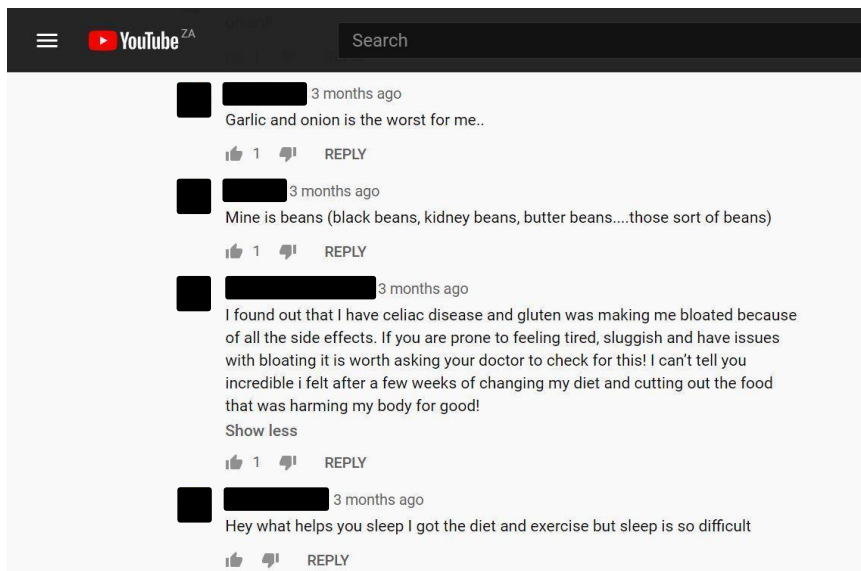 YouTube ZA
Search
3 months ago
Garlic and onion is the worst for me..
1 REPLY
3 months ago
Mine is beans (black beans, kidney beans, butter beans....those sort of beans)
1 REPLY
3 months ago
I found out that I have celiac disease and gluten was making me bloated because
of all the side effects. If you are prone to feeling tired, sluggish and have issues
with bloating it is worth asking your doctor to check for this! I can’t tell you
incredible i felt after a few weeks of changing my diet and cutting out the food
that was harming my body for good!
Show less
1 REPLY
3 months ago
Hey what helps you sleep I got the diet and exercise but sleep is so difficult
REPLY